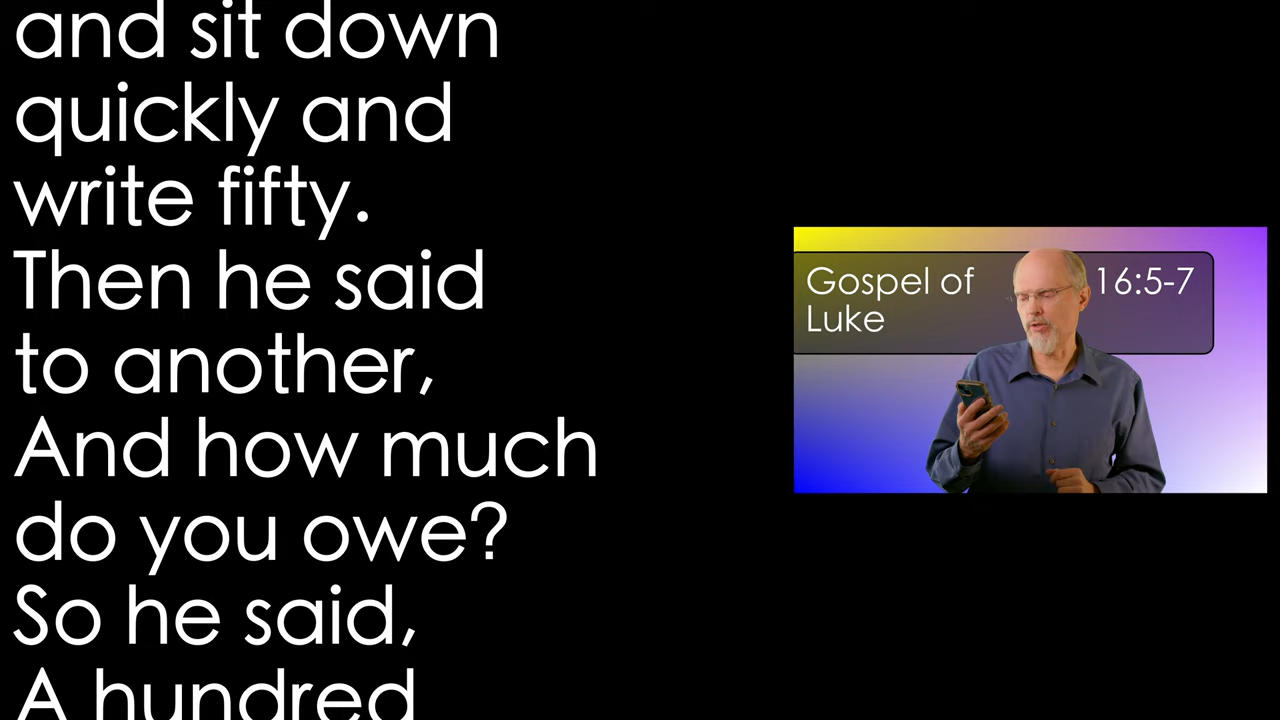 and sit down
quickly and
write fifty.
Then he said
to another,
And how much
do you owe?
So he said,
A hundred
Gospel of
Luke
16:5-7